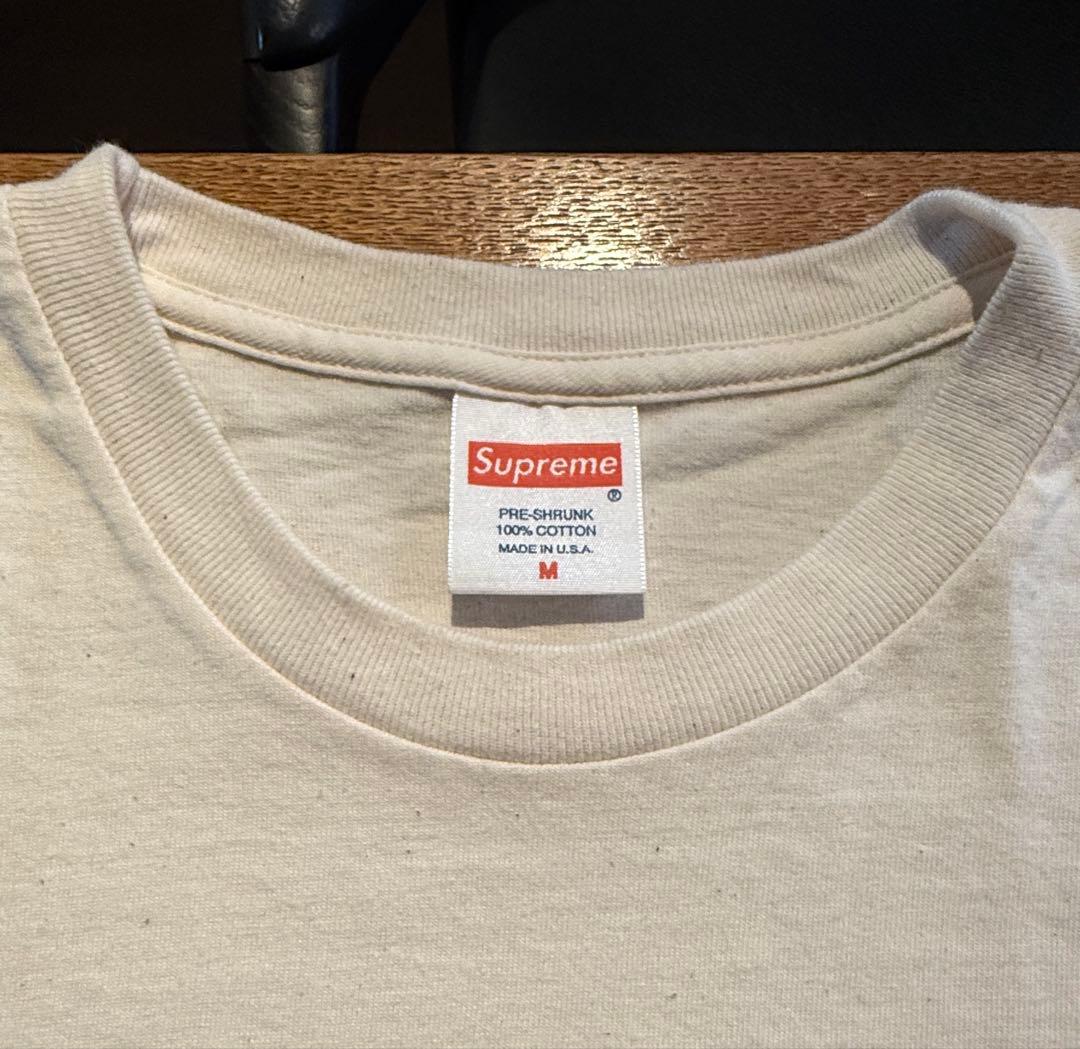 Supreme
®
PRE-SHRUNK
100% COTTON
MADE IN U.S.A.
M